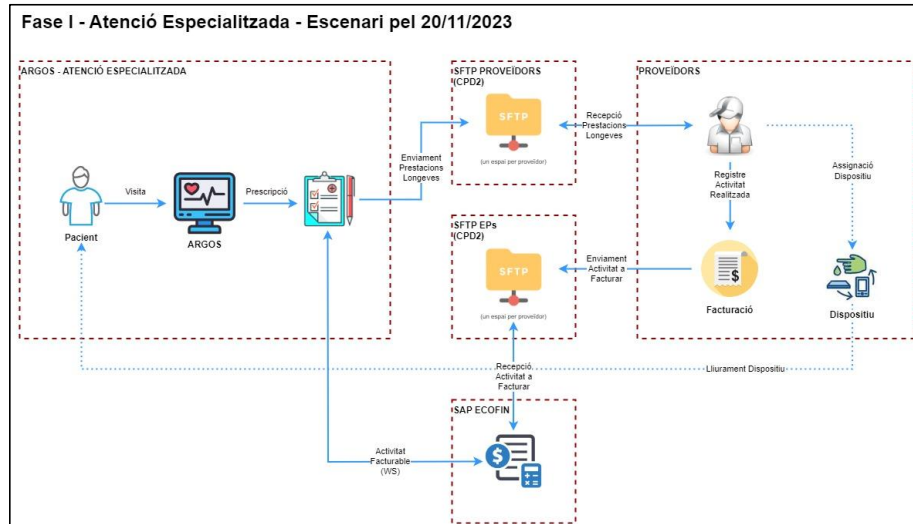 Fase I - Atenció Especialitzada - Escenari pel 20/11/2023
ARGOS - ATENCIÓ ESPECIALITZADA
SFTP PROVEÏDORS
(CPD2)
PROVEÏDORS
SFTP
(un espai per proveïdor)
Recepció
Prestacions
Longeves
Enviament
Prestacions
Longeves
Visita
Prescripció
Pacient
ARGOS
Registre
Activitat
Realitzada
Assignació
Dispositiu
SFTP EPs
(CPD2)
SFTP
(un espai per proveïdor)
Enviament
Activitat a
Facturar
$
Facturació
Dispositiu
Recepció
Activitat a
Facturar
Lliurament Dispositiu
SAP ECOFIN
$
Activitat
Facturable
(WS)